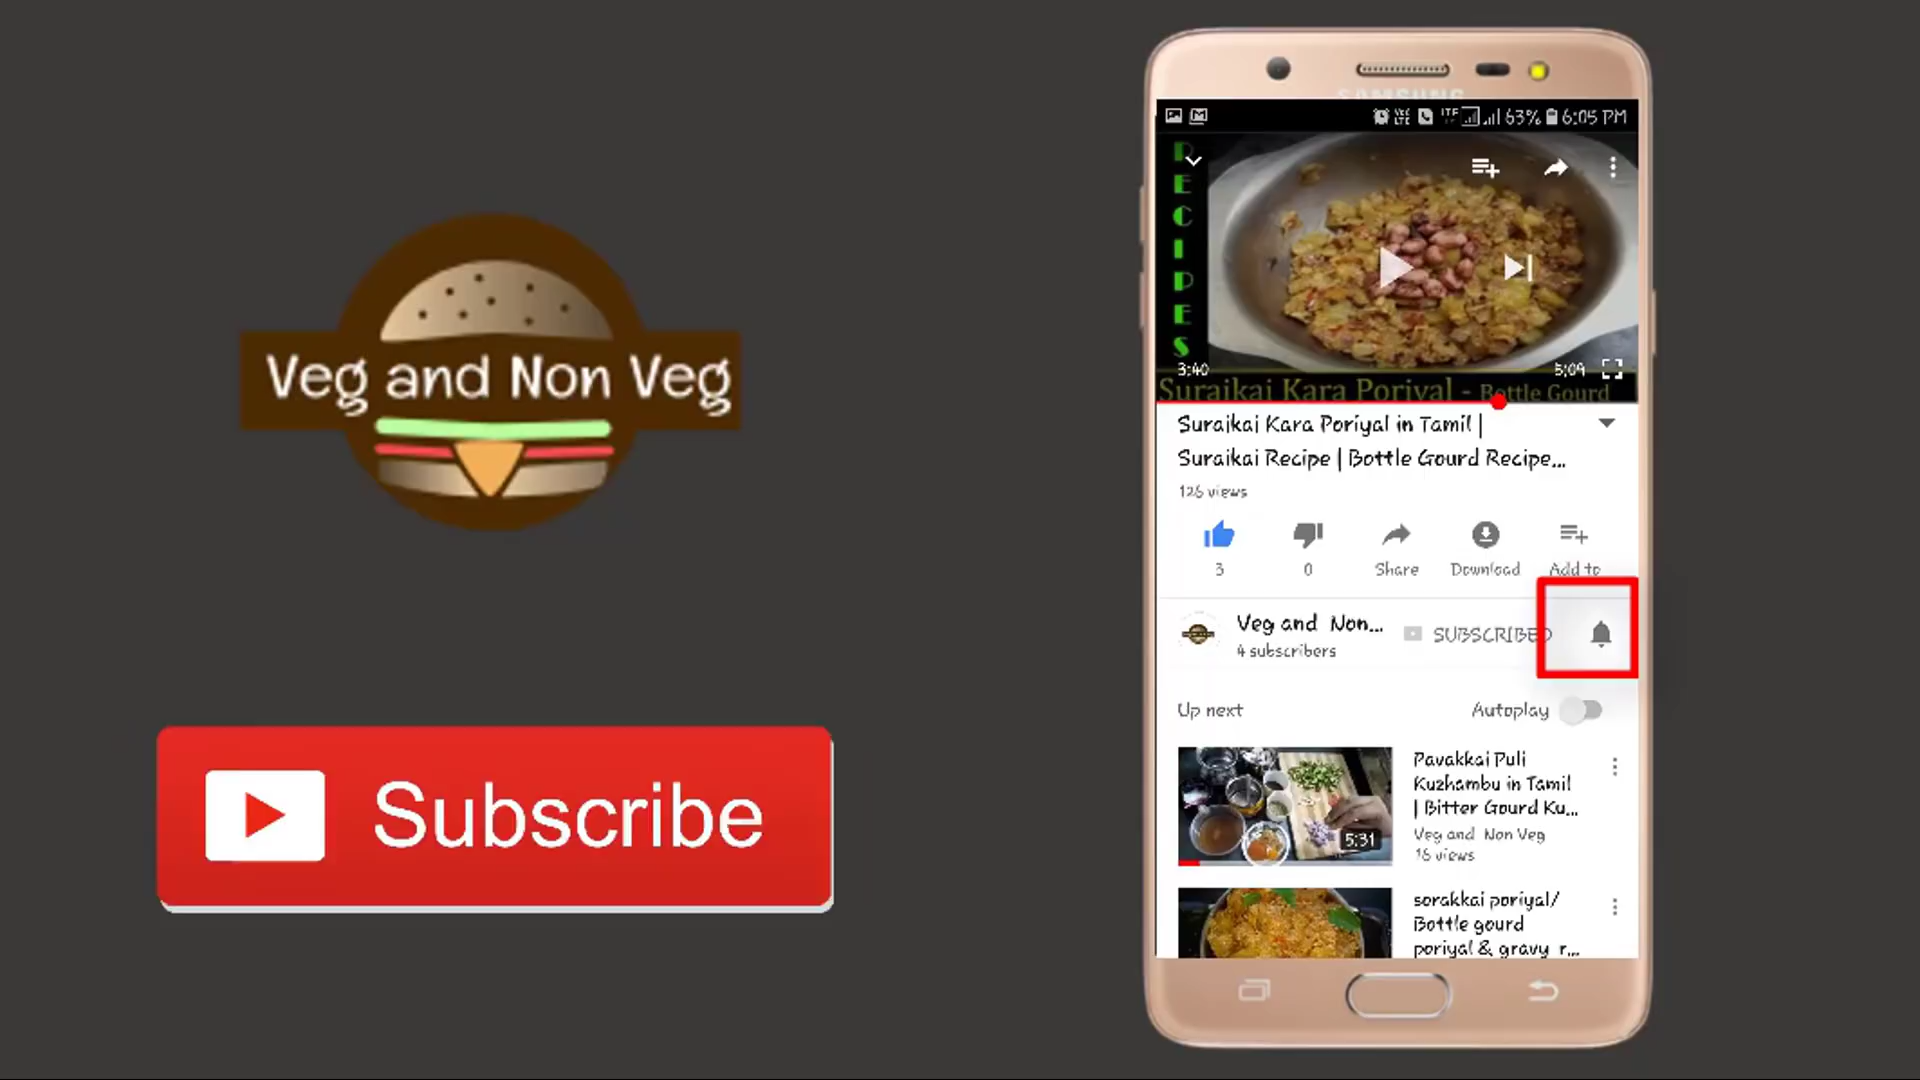 Veg and Non Veg
Subscribe
SAMSUNG
63% 6:05 PM
RECIPES
3:40
5:09
Suraikai Kara Poriyal - Bottle Gourd
Suraikai Kara Poriyal in Tamil |
Suraikai Recipe | Bottle Gourd Recipe...
126 views
3
0
Share
Download
Add to
Veg and Non...
SUBSCRIBED
4 subscribers
Up next
Autoplay
Pavakkai Puli
Kuzhambu in Tamil
| Bitter Gourd Ku...
5:31
Veg and Non Veg
16 views
sorakkai poriyal/
Bottle gourd
poriyal & gravy r...